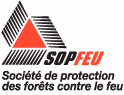 SOPFEU
Société de protection
des forêts contre le feu